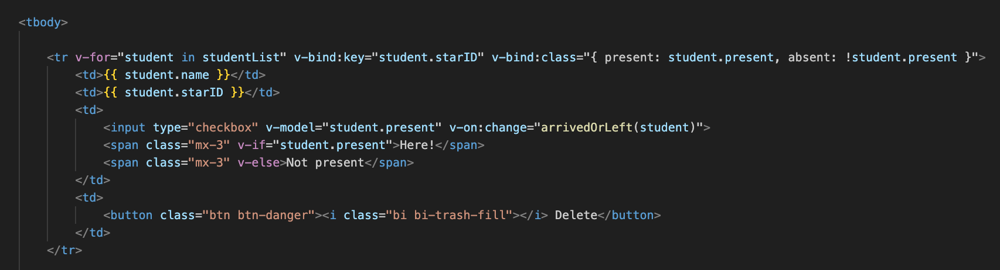 <tbody>
<tr v-for="student in studentList" v-bind:key="student.starID" v-bind:class="{ present: student.present, absent: !student.present }">
<td>{{ student.name }}</td>
<td>{{ student.starID }}</td>
<td>
<input type="checkbox" v-model="student.present" v-on:change="arrivedOrLeft(student)">
<span class="mx-3" v-if="student.present">Here!</span>
<span class="mx-3" v-else>Not present</span>
</td>
<td>
<button class="btn btn-danger"><i class="bi bi-trash-fill"></i> Delete</button>
</td>
</tr>